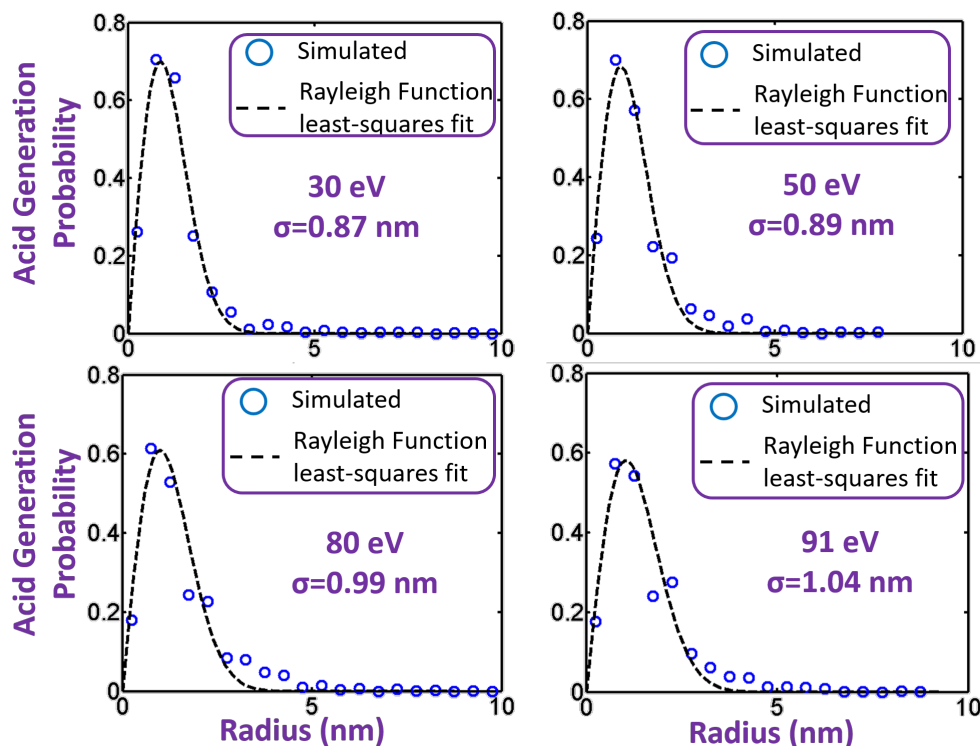 Acid Generation
Probability
0.8
0.6
0.4
0.2
0
0
5
10
Simulated
Rayleigh Function
least-squares fit
30 eV
σ=0.87 nm
0.8
0.6
0.4
0.2
0
0
5
10
Simulated
Rayleigh Function
least-squares fit
50 eV
σ=0.89 nm
Acid Generation
Probability
0.8
0.6
0.4
0.2
0
0
5
10
Simulated
Rayleigh Function
least-squares fit
80 eV
σ=0.99 nm
Radius (nm)
0.8
0.6
0.4
0.2
0
0
5
10
Simulated
Rayleigh Function
least-squares fit
91 eV
σ=1.04 nm
Radius (nm)